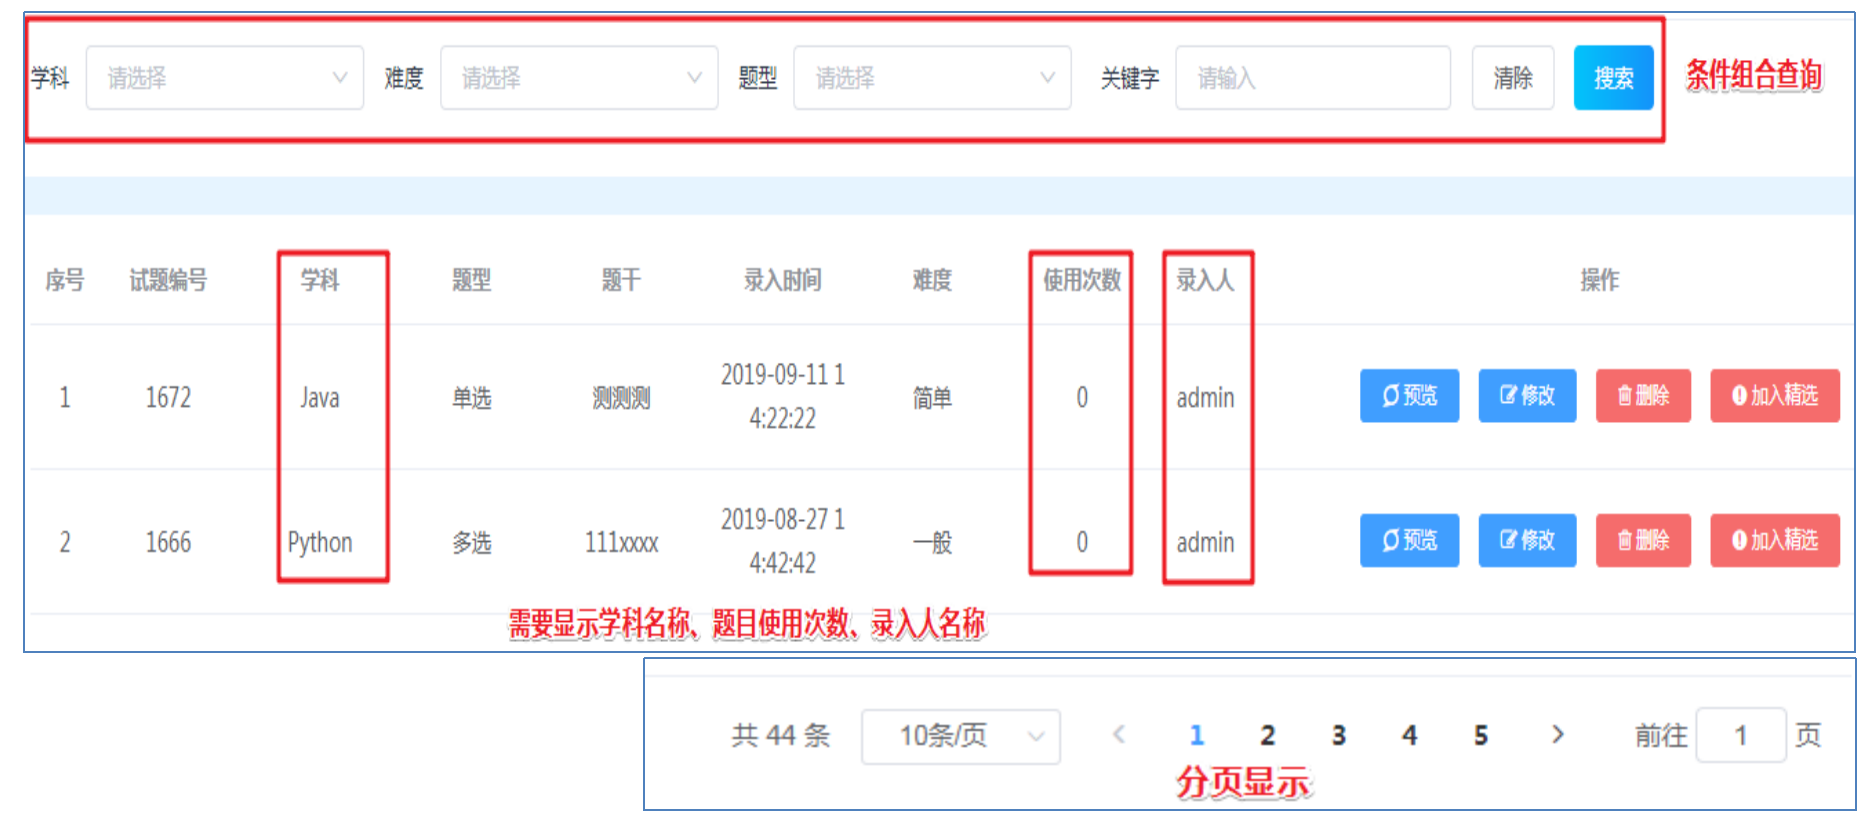 学科 请选择 难度 请选择 题型 请选择 关键字 请输入 清除 搜索 条件组合查询
序号 试题编号 学科 题型 题干 录入时间 难度 使用次数 录入人 操作
1 1672 Java 单选 测测测 2019-09-11 1 简单 0 admin 预览 修改 删除 加入精选
4:22:22
2 1666 Python 多选 111xxxx 2019-08-27 1 一般 0 admin 预览 修改 删除 加入精选
4:42:42
需要显示学科名称、题目使用次数、录入人名称
共 44 条 10条/页 1 2 3 4 5 前往 1 页
分页显示